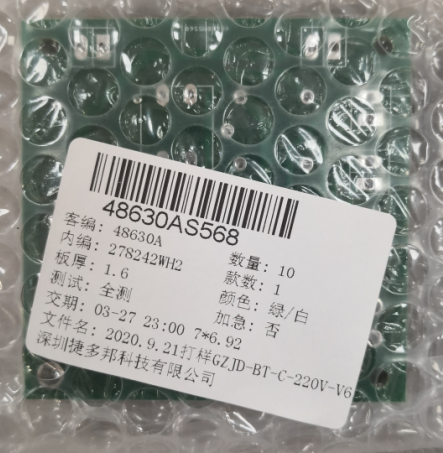 48630AS568
客编: 48630A 数量: 10
内编: 278242WH2 款数: 1
板厚: 1.6 颜色: 绿/白
测试: 全测 加急: 否
交期: 03-27 23:00 7*6.92
文件名: 2020.9.21打样GZJD-BT-C-220V-V6
深圳捷多邦科技有限公司